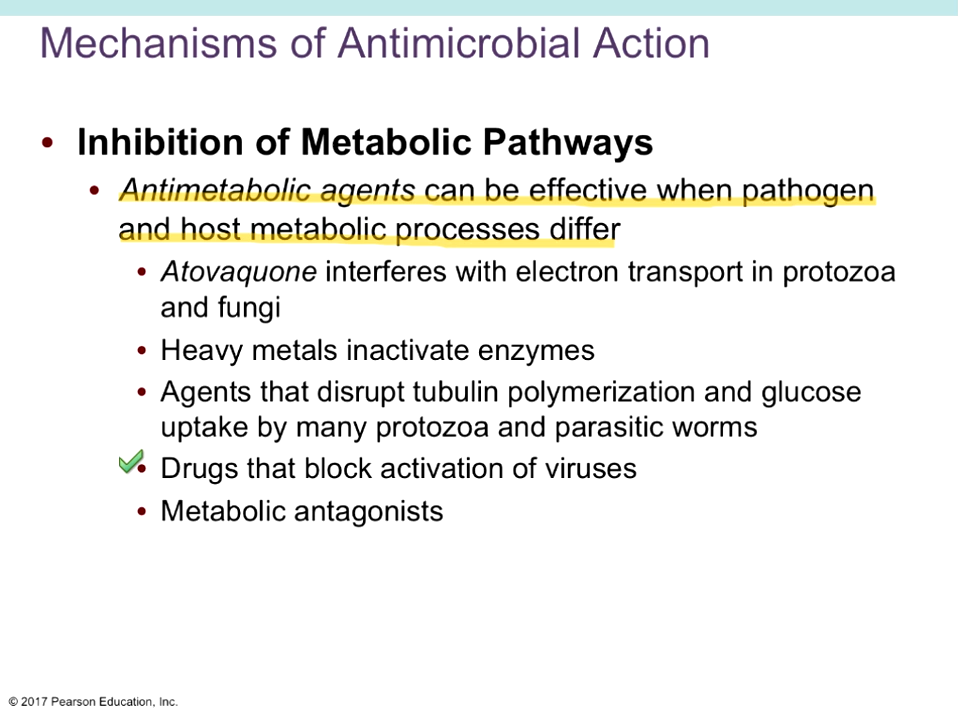 Mechanisms of Antimicrobial Action
• Inhibition of Metabolic Pathways
• Antimetabolic agents can be effective when pathogen
and host metabolic processes differ
• Atovaquone interferes with electron transport in protozoa
and fungi
• Heavy metals inactivate enzymes
• Agents that disrupt tubulin polymerization and glucose
uptake by many protozoa and parasitic worms
• Drugs that block activation of viruses
• Metabolic antagonists
© 2017 Pearson Education, Inc.